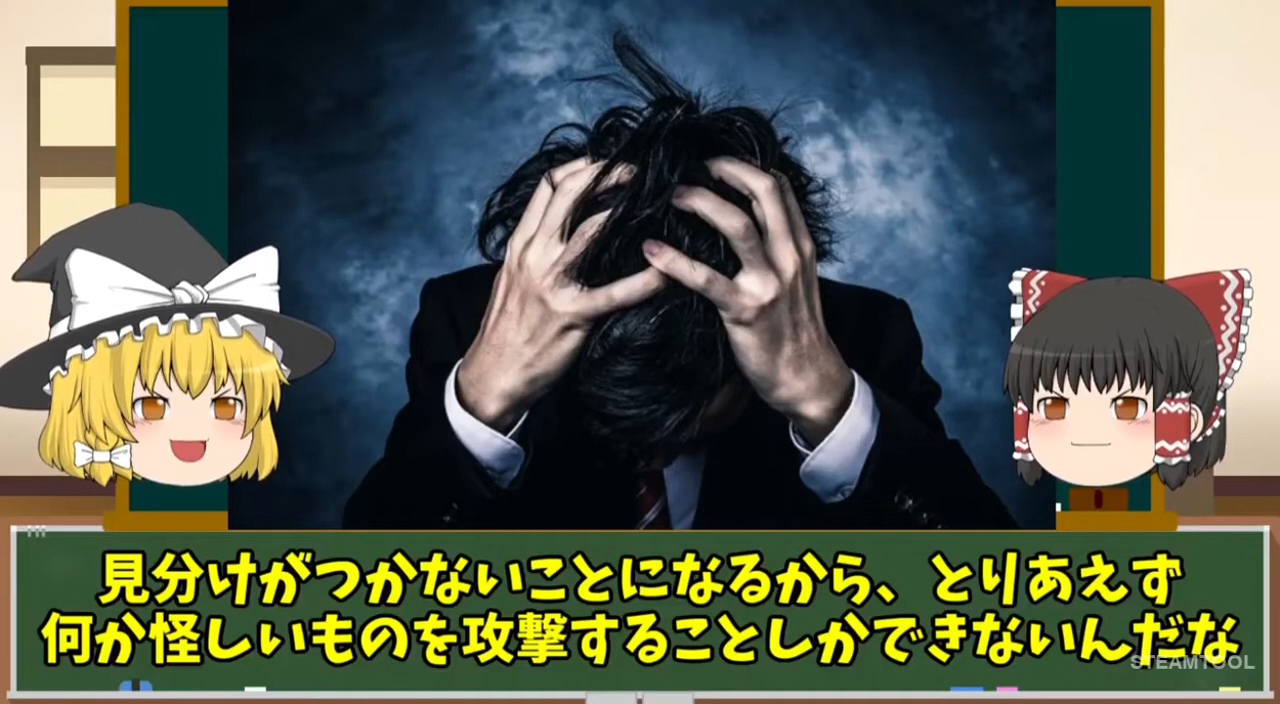 見分けがつかないことになるから、とりあえず
何か怪しいものを攻撃することしかできないんだな
STEAMTOOL